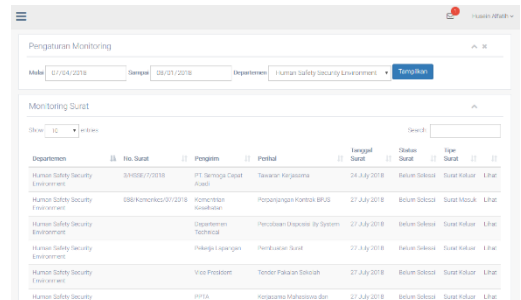 Husein Alfatih
Pengaturan Monitoring
Mulai 07/04/2018 Sampai 08/01/2018 Departemen Human Safety Security Environment Tampilkan
Monitoring Surat
Show 10 entries Search
Departemen No. Surat Pengirim Perihal Tanggal Surat Status Surat Tipe Surat
Human Safety Security Environment PT Semoga Cepat Tawaran Kerjasama 24 July 2018 Belum Selesai Surat Keluar Lihat
Human Safety Security Environment Kementrian Kesehatan Perpanjangan Kontrak BPJS 27 July 2018 Belum Selesai Surat Masuk Lihat
Human Safety Security Environment Departemen Technical Percobaan Disposisi By System 27 July 2018 Belum Selesai Surat Keluar Lihat
Human Safety Security Environment Pekerja Lapangan Pembuatan Surat 27 July 2018 Belum Selesai Surat Keluar Lihat
Human Safety Security Environment Vice President Tender Pakaian Sekolah 27 July 2018 Belum Selesai Surat Keluar Lihat
Human Safety Security PPTA Kerjasama Mahasiswa dan 27 July 2018 Belum Selesai Surat Keluar Lihat